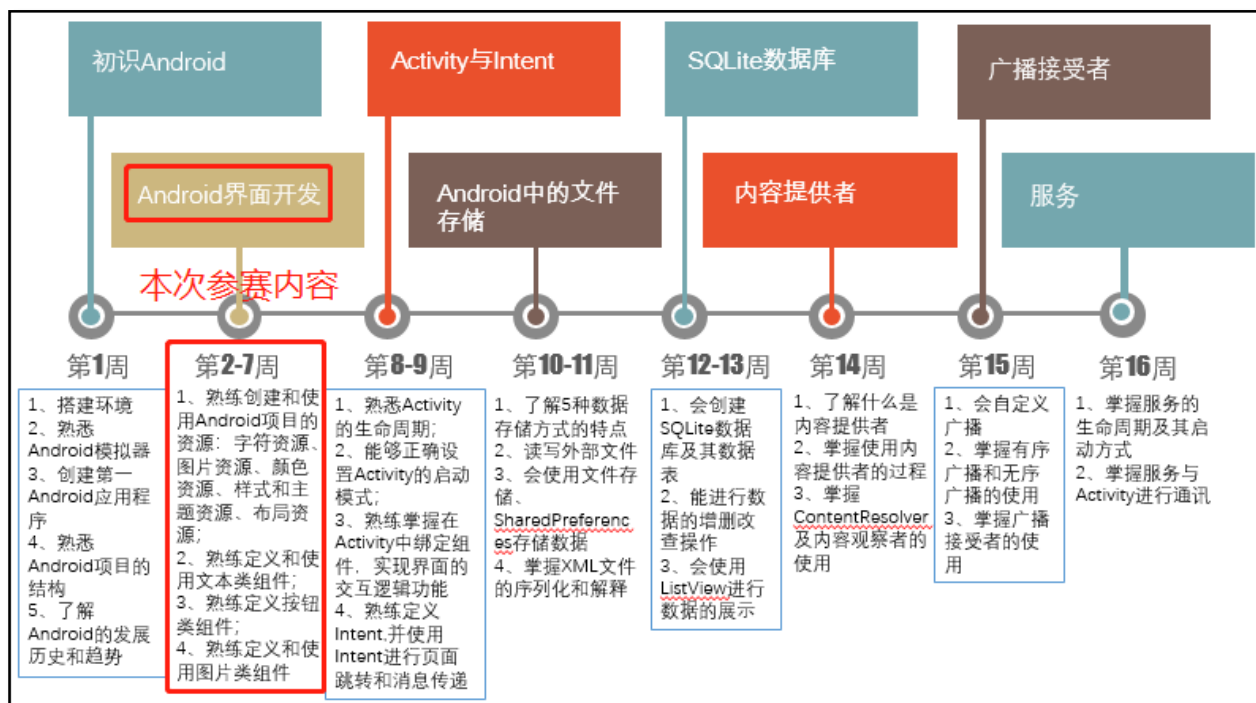 初识Android
Activity与Intent
SQLite数据库
广播接受者
Android界面开发
Android中的文件
存储
内容提供者
服务
本次参赛内容
第1周
第2-7周
第8-9周
第10-11周
第12-13周
第14周
第15周
第16周
1、搭建环境
2、熟悉
Android模拟器
3、创建第一
Android应用程
序
4、熟悉
Android项目的
结构
5、了解
Android的发展
历史和趋势
1、熟练创建和使
用Android项目的
资源：字符资源、
图片资源、颜色
资源、样式和主
题资源、布局资
源；
2、熟练定义和使
用文本类组件；
3、熟练定义按钮
类组件；
4、熟练定义和使
用图片类组件
1、熟悉Activity
的生命周期；
2、能够正确设
置Activity的启动
模式；
3、熟练掌握在
Activity中绑定组
件，实现界面的
交互逻辑功能
4、熟练定义
Intent,并使用
Intent进行页面
跳转和消息传递
1、了解5种数据
存储方式的特点
2、读写外部文件
3、会使用文件存
储、
SharedPreferenc
es存储数据
4、掌握XML文件
的序列化和解释
1、会创建
SQLite数据
库及其数据
表
2、能进行数
据的增删改
查操作
3、会使用
ListView进行
数据的展示
1、了解什么是
内容提供者
2、掌握使用内
容提供者的过程
3、掌握
ContentResolver
及内容观察者的
使用
1、会自定义
广播
2、掌握有序
广播和无序
广播的使用
3、掌握广播
接受者的使
用
1、掌握服务的
生命周期及其启
动方式
2、掌握服务与
Activity进行通讯